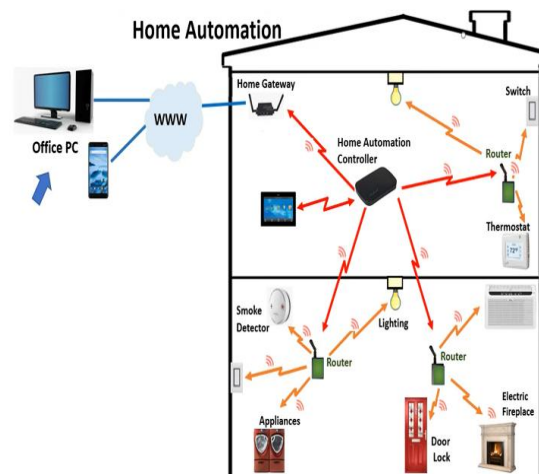 Home Automation
Home Gateway
Switch
WWW
Office PC
Home Automation
Controller
Router
Thermostat
Smoke
Detector
Lighting
Router
Router
Appliances
Electric
Fireplace
Door
Lock